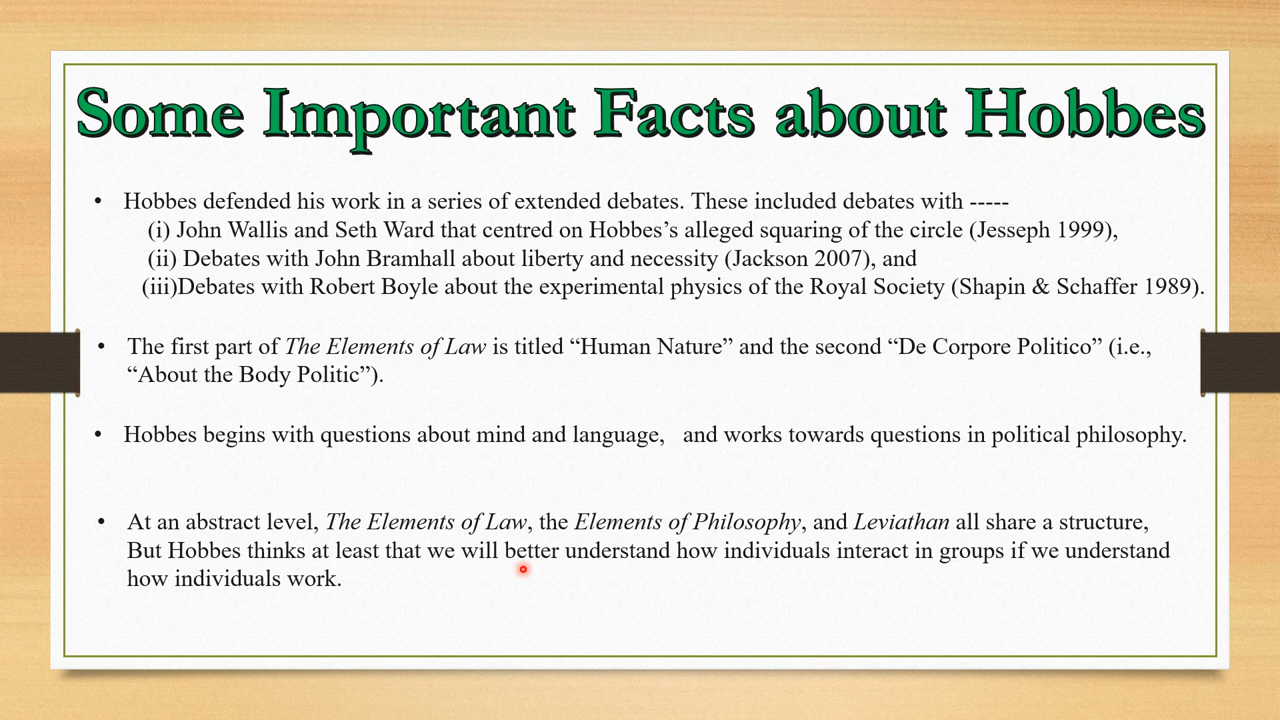 Some Important Facts about Hobbes
• Hobbes defended his work in a series of extended debates. These included debates with -----
(i) John Wallis and Seth Ward that centred on Hobbes’s alleged squaring of the circle (Jesseph 1999),
(ii) Debates with John Bramhall about liberty and necessity (Jackson 2007), and
(iii)Debates with Robert Boyle about the experimental physics of the Royal Society (Shapin & Schaffer 1989).
• The first part of The Elements of Law is titled “Human Nature” and the second “De Corpore Politico” (i.e.,
“About the Body Politic”).
• Hobbes begins with questions about mind and language,   and works towards questions in political philosophy.
• At an abstract level, The Elements of Law, the Elements of Philosophy, and Leviathan all share a structure,
But Hobbes thinks at least that we will better understand how individuals interact in groups if we understand
how individuals work.